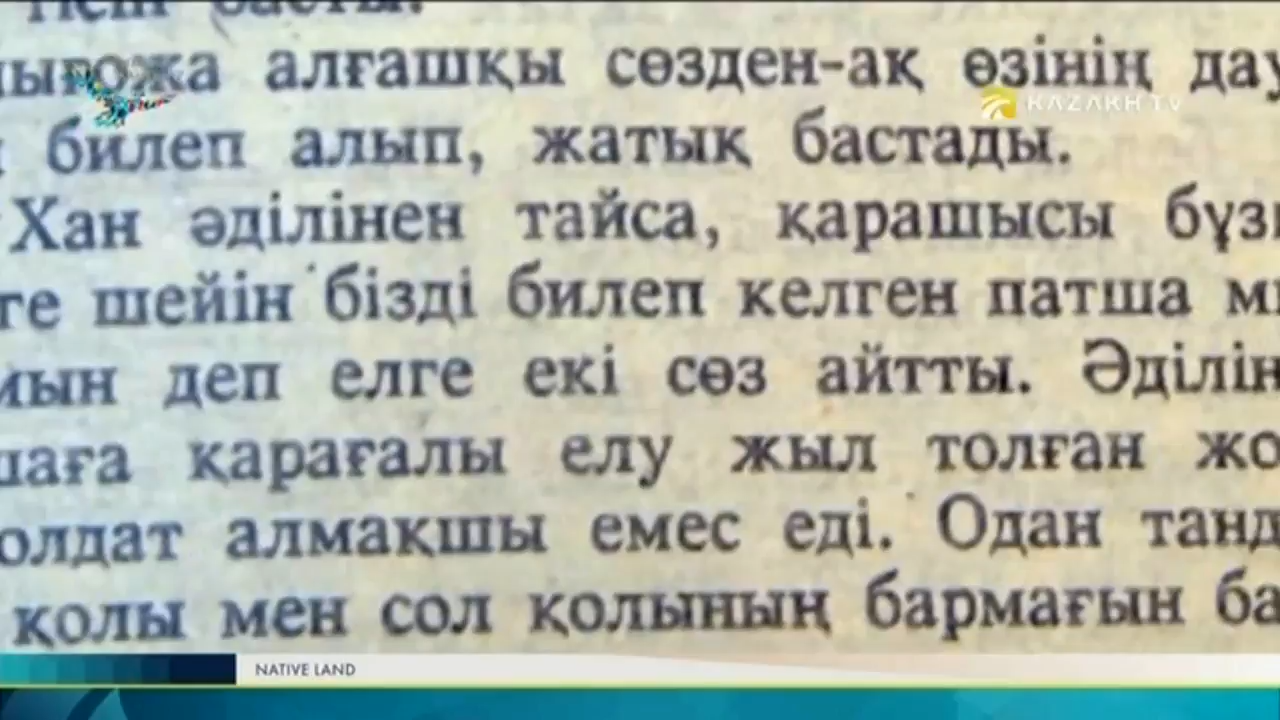 басты.
алғашқы сөзден-ақ өзінің дау
KAZAKH TV
билеп алып, жатық бастады.
Хан әділінен тайса, қарашысы бұз
ге шейін бізді билеп келген патша м
мын деп елге екі сөз айтты. Әділін
шаға қарағалы елу жыл толған жо
олдат алмақшы емес еді. Одан танд
қолы мен сол қолының бармағын ба
NATIVE LAND